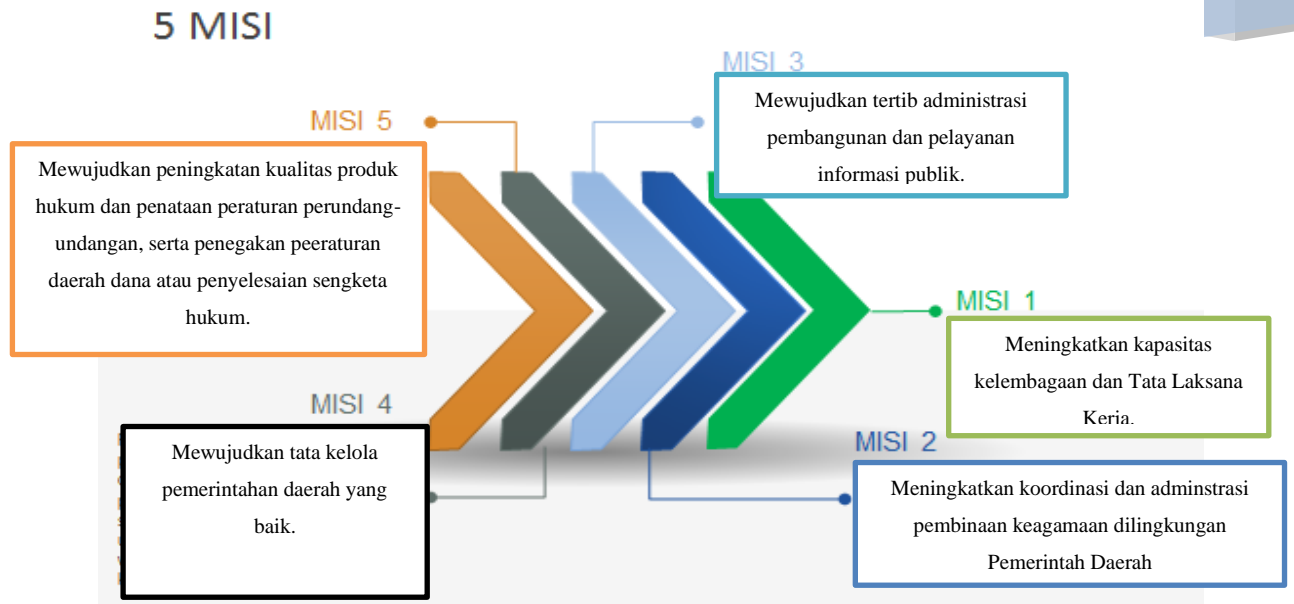 5 MISI
MISI 3
Mewujudkan tertib administrasi
pembangunan dan pelayanan
informasi publik.
MISI 5
Mewujudkan peningkatan kualitas produk
hukum dan penataan peraturan perundang-
undangan, serta penegakan peeraturan
daerah dana atau penyelesaian sengketa
hukum.
MISI 1
Meningkatkan kapasitas
kelembagaan dan Tata Laksana
Kerja.
MISI 4
Mewujudkan tata kelola
pemerintahan daerah yang
baik.
MISI 2
Meningkatkan koordinasi dan adminstrasi
pembinaan keagamaan dilingkungan
Pemerintah Daerah